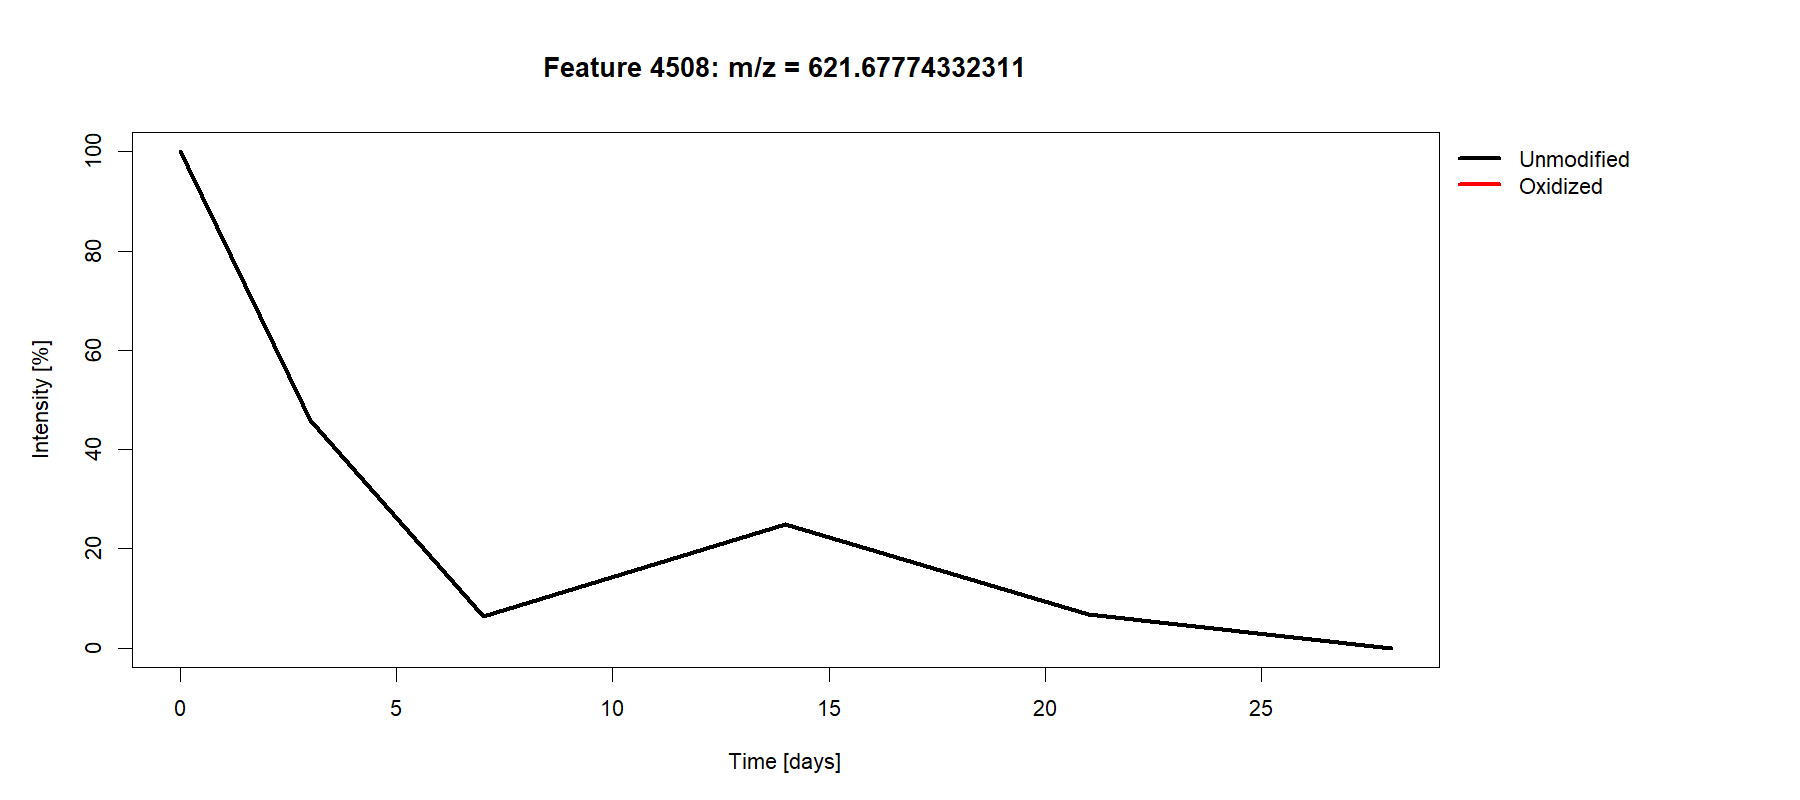 Feature 4508: m/z = 621.67774332311
Unmodified
Oxidized
Intensity [%]
100
80
60
40
20
0
0 5 10 15 20 25
Time [days]